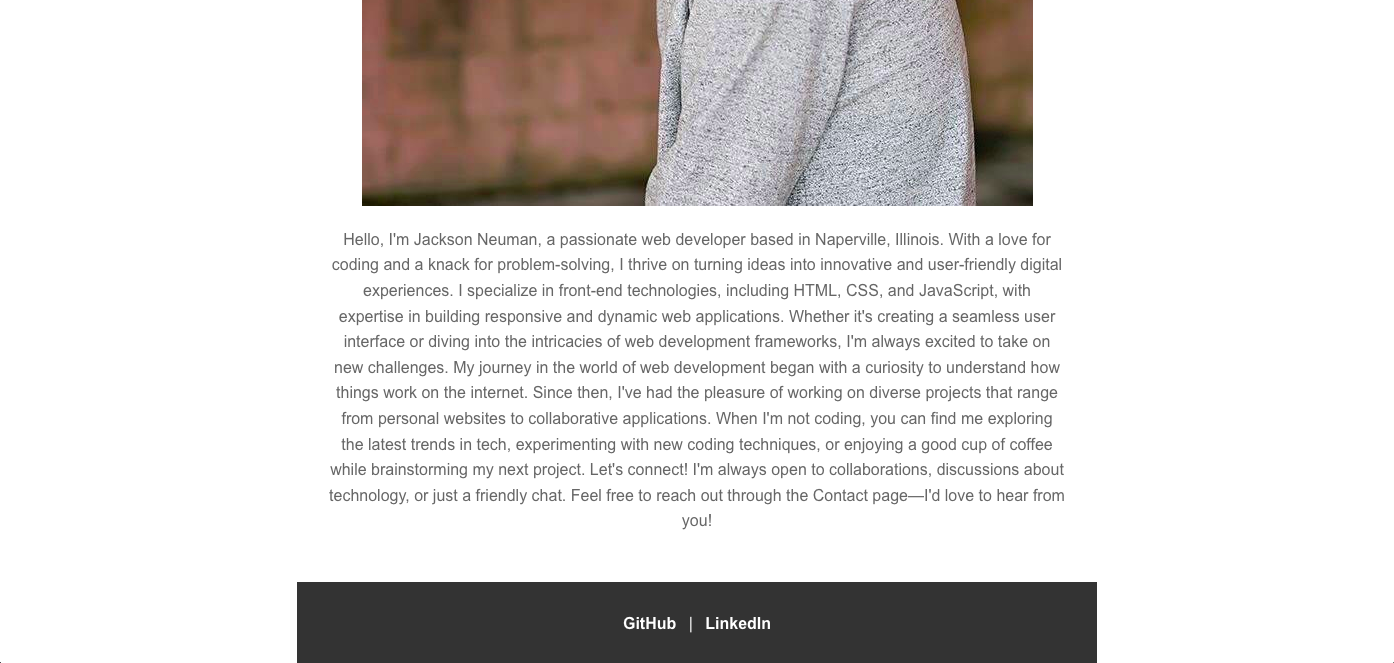 Hello, I'm Jackson Neuman, a passionate web developer based in Naperville, Illinois. With a love for
coding and a knack for problem-solving, I thrive on turning ideas into innovative and user-friendly digital
experiences. I specialize in front-end technologies, including HTML, CSS, and JavaScript, with
expertise in building responsive and dynamic web applications. Whether it's creating a seamless user
interface or diving into the intricacies of web development frameworks, I'm always excited to take on
new challenges. My journey in the world of web development began with a curiosity to understand how
things work on the internet. Since then, I've had the pleasure of working on diverse projects that range
from personal websites to collaborative applications. When I'm not coding, you can find me exploring
the latest trends in tech, experimenting with new coding techniques, or enjoying a good cup of coffee
while brainstorming my next project. Let's connect! I'm always open to collaborations, discussions about
technology, or just a friendly chat. Feel free to reach out through the Contact page—I'd love to hear from
you!
GitHub | LinkedIn